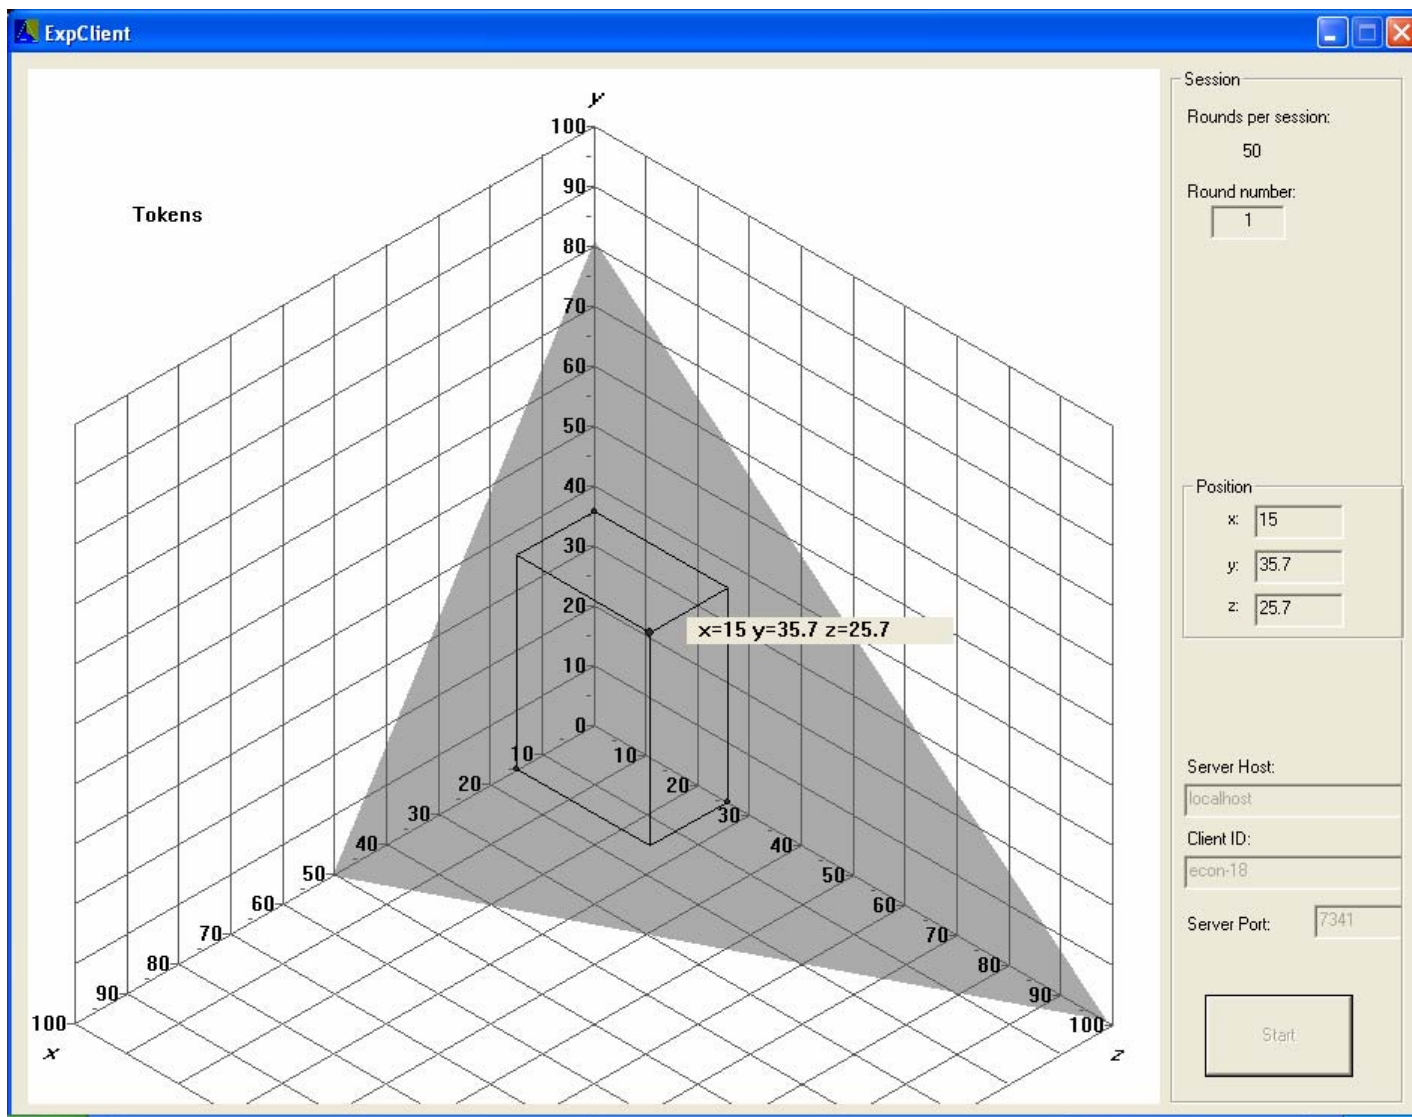 ExpClient
Tokens
y
100
90
80
70
60
50
40
30
20
10
0
10
20
30
40
50
60
70
80
90
100
x
10
20
30
40
50
60
70
80
90
100
z
x=15 y=35.7 z=25.7
Session
Rounds per session:
50
Round number:
1
Position
x: 15
y: 35.7
z: 25.7
Server Host:
localhost
Client ID:
econ-18
Server Port: 7341
Start